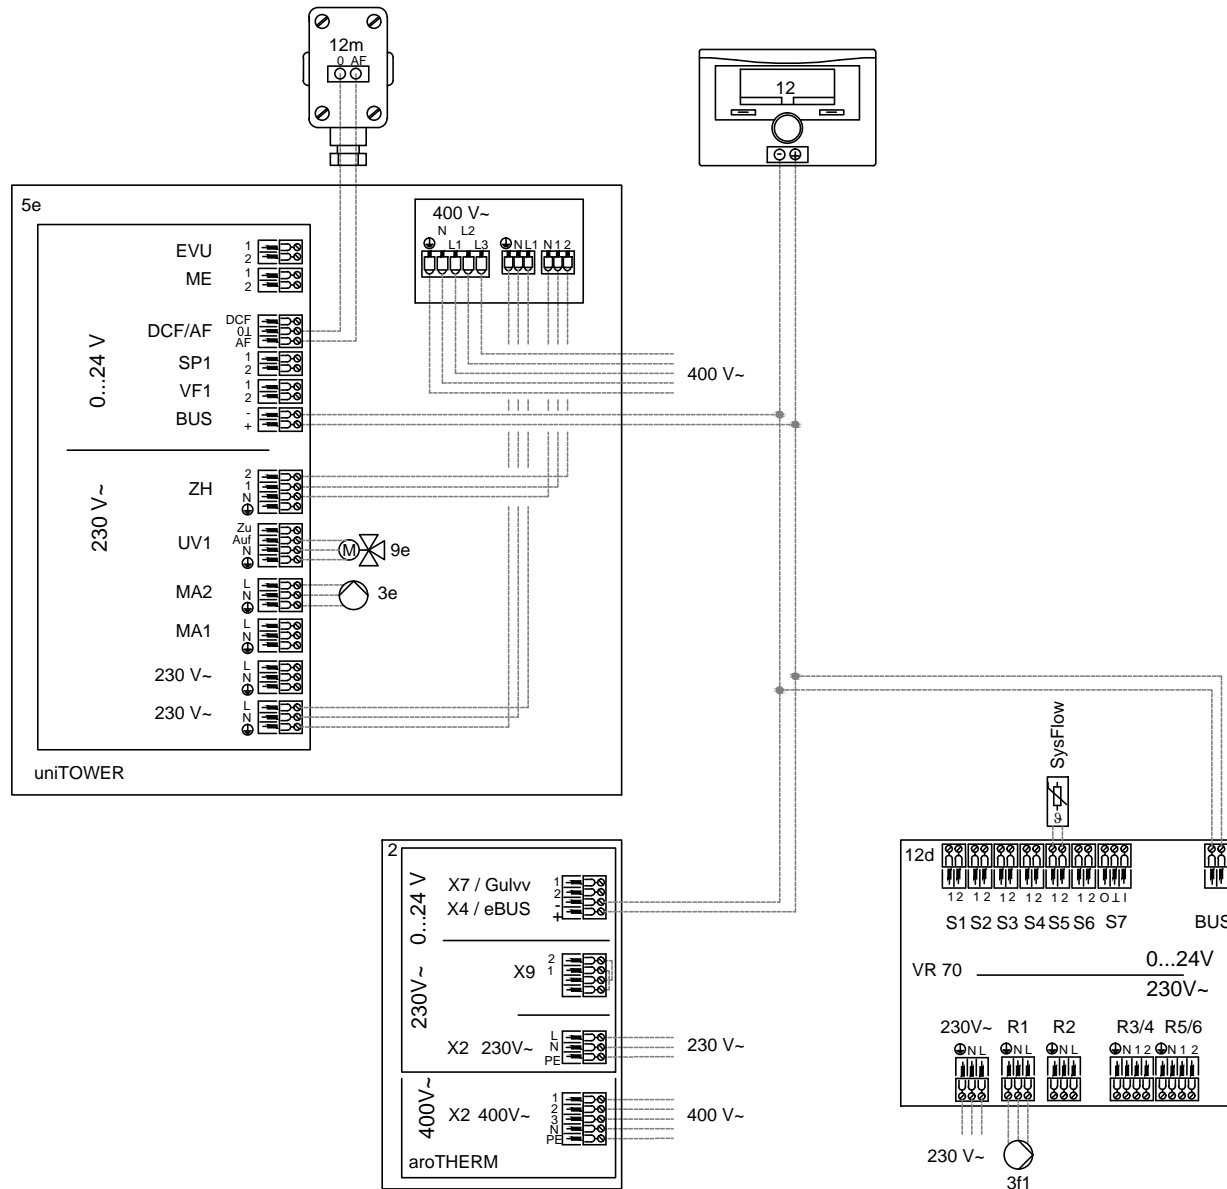 12m
0 AF
12
5e
400 V~
N L2
L1 L3 N L1 N 1 2
EVU 1
2
ME 1
2
DCF/AF DCF
0⊥
AF
SP1 1
2
VF1 1
2
BUS -
+
0...24 V
400 V~
230 V~
ZH 2
1
N
UV1 Zu
Auf
N
M 9e
MA2 L
N
3e
MA1 L
N
230 V~ L
N
230 V~ L
N
uniTOWER
SysFlow
ϑ
2
0...24 V
X7 / Gulvv 1
2
X4 / eBUS -
+
230V~
X9 2
1
X2 230V~ L
N
PE
230 V~
400V~
X2 400V~ 1
2
3
N
PE
400 V~
aroTHERM
12d
1 2 1 2 1 2 1 2 1 2 1 2 O ⊥ I
S1 S2 S3 S4 S5 S6 S7 BUS
VR 70 0...24V
230V~
230V~ R1 R2 R3/4 R5/6
N L N L N L N 1 2 N 1 2
230 V~
3f1